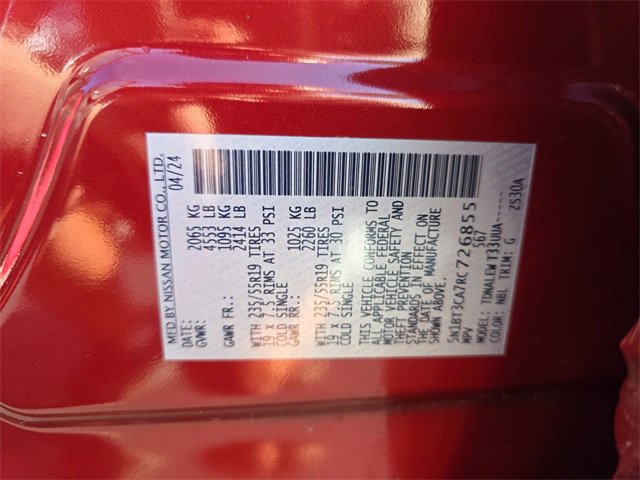 MFD BY NISSAN MOTOR CO., LTD.
DATE: 04/24
GVWR: 2065 KG
4553 LB
GAWR FR.: 1095 KG
2414 LB
WITH 235/55R19 TIRES
19 X 7.5 RIMS AT 33 PSI
COLD SINGLE
GAWR RR.: 1025 KG
2260 LB
WITH 235/55R19 TIRES
19 X 7.5 RIMS AT 30 PSI
COLD SINGLE
THIS VEHICLE CONFORMS TO
ALL APPLICABLE FEDERAL
MOTOR VEHICLE SAFETY AND
THEFT PREVENTION
STANDARDS IN EFFECT ON
THE DATE OF MANUFACTURE
SHOWN ABOVE.
5N1BT3CA7RC726855
MPV 567
MODEL: TDMALEW T33UUA------
COLOR: NBL TRIM: G ZS30A